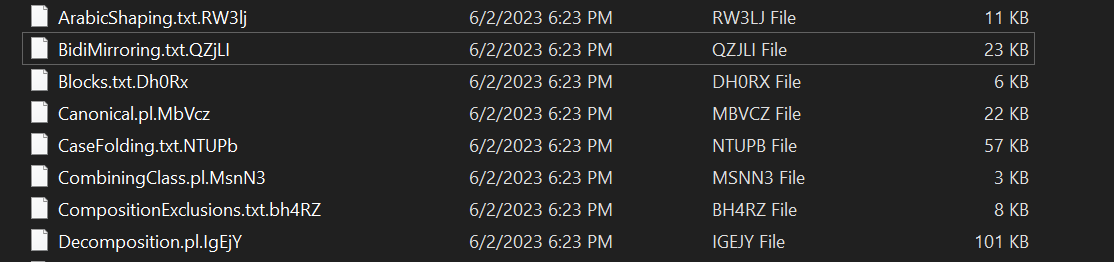 ArabicShaping.txt.RW3lj 6/2/2023 6:23 PM RW3LJ File 11 KB
BidiMirroring.txt.QZjLI 6/2/2023 6:23 PM QZJLI File 23 KB
Blocks.txt.Dh0Rx 6/2/2023 6:23 PM DH0RX File 6 KB
Canonical.pl.MbVcz 6/2/2023 6:23 PM MBVCZ File 22 KB
CaseFolding.txt.NTUPb 6/2/2023 6:23 PM NTUPB File 57 KB
CombiningClass.pl.MsnN3 6/2/2023 6:23 PM MSNN3 File 3 KB
CompositionExclusions.txt.bh4RZ 6/2/2023 6:23 PM BH4RZ File 8 KB
Decomposition.pl.IgEjY 6/2/2023 6:23 PM IGEJY File 101 KB